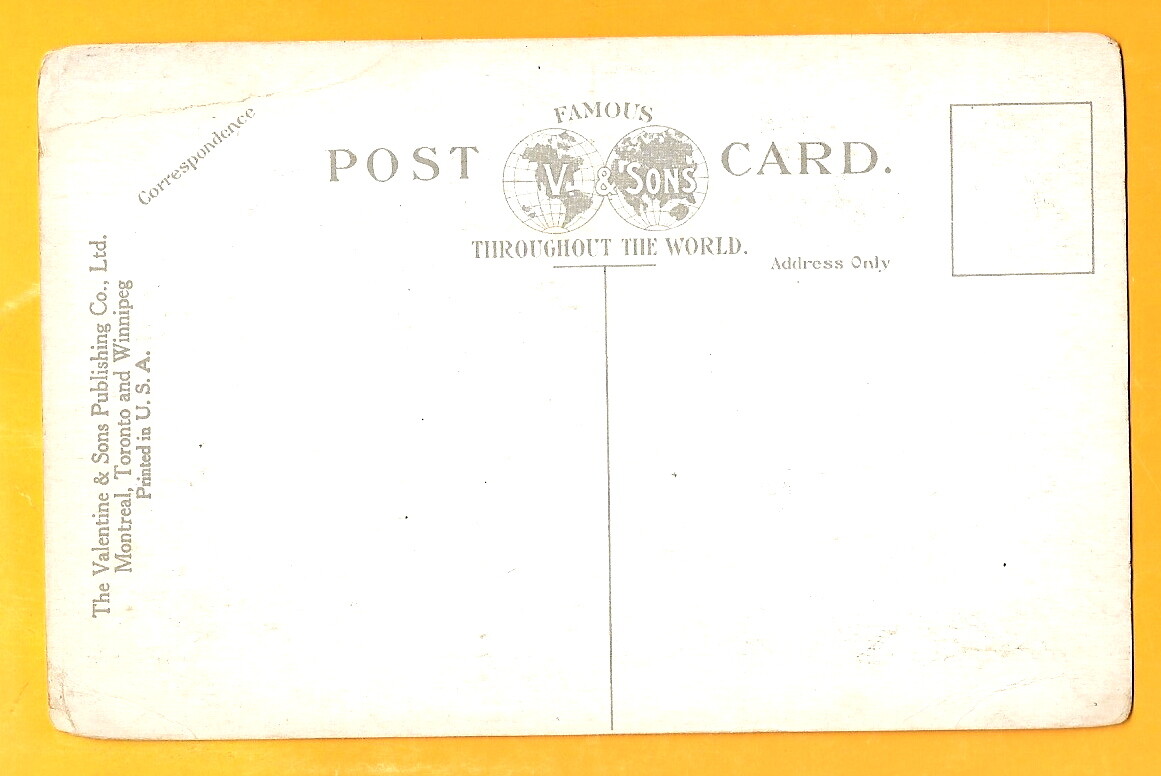 FAMOUS
POST V. & SONS CARD.
THROUGHOUT THE WORLD.
Correspondence
Address Only
The Valentine & Sons Publishing Co., Ltd.
Montreal, Toronto and Winnipeg
Printed in U. S. A.